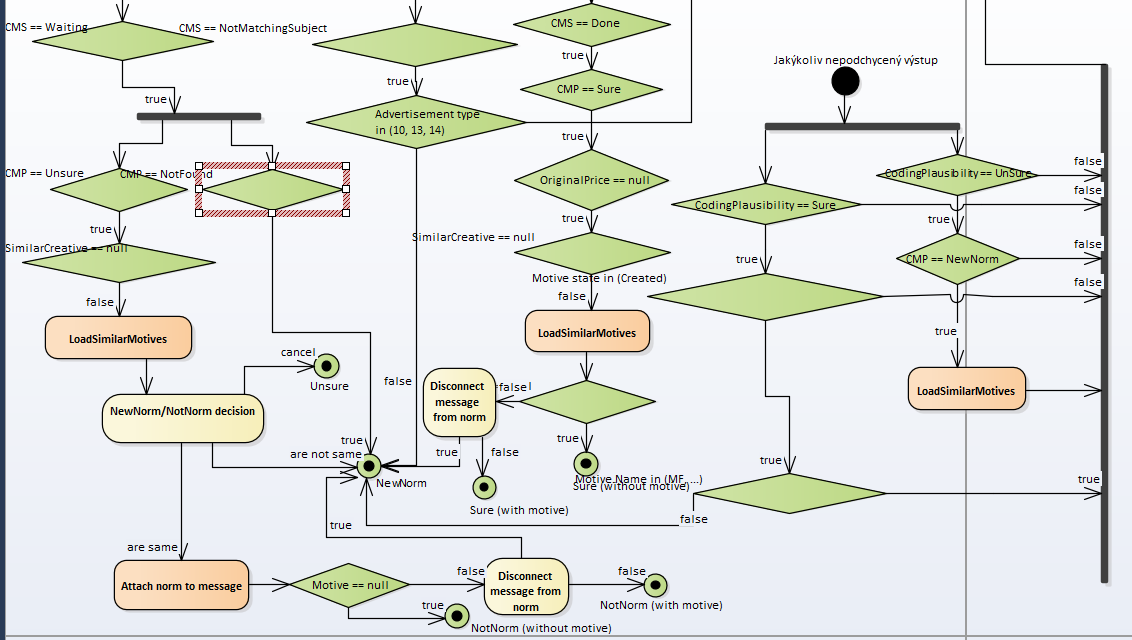 CMS == Waiting
CMS == NotMatchingSubject
CMS == Done
true
true
CMP == Sure
Jakýkoliv nepodchycený výstup
true
Advertisement type
in (10, 13, 14)
true
CMP == Unsure
CMP == NotFound
OriginalPrice == null
CodingPlausibility == UnSure
false
false
CodingPlausibility == Sure
true
true
true
SimilarCreative == null
SimilarCreative == null
false
true
CMP == NewNorm
Motive state in (Created)
false
false
false
LoadSimilarMotives
LoadSimilarMotives
true
cancel
Unsure
false
Disconnect
message
from norm
false
LoadSimilarMotives
NewNorm/NotNorm decision
true
true
are not same
true
false
true
NewNorm
Motive.Name in (MF, ...)
Sure (without motive)
true
Sure (with motive)
false
true
are same
Attach norm to message
Motive == null
false
Disconnect
message from
norm
false
NotNorm (with motive)
true
NotNorm (without motive)